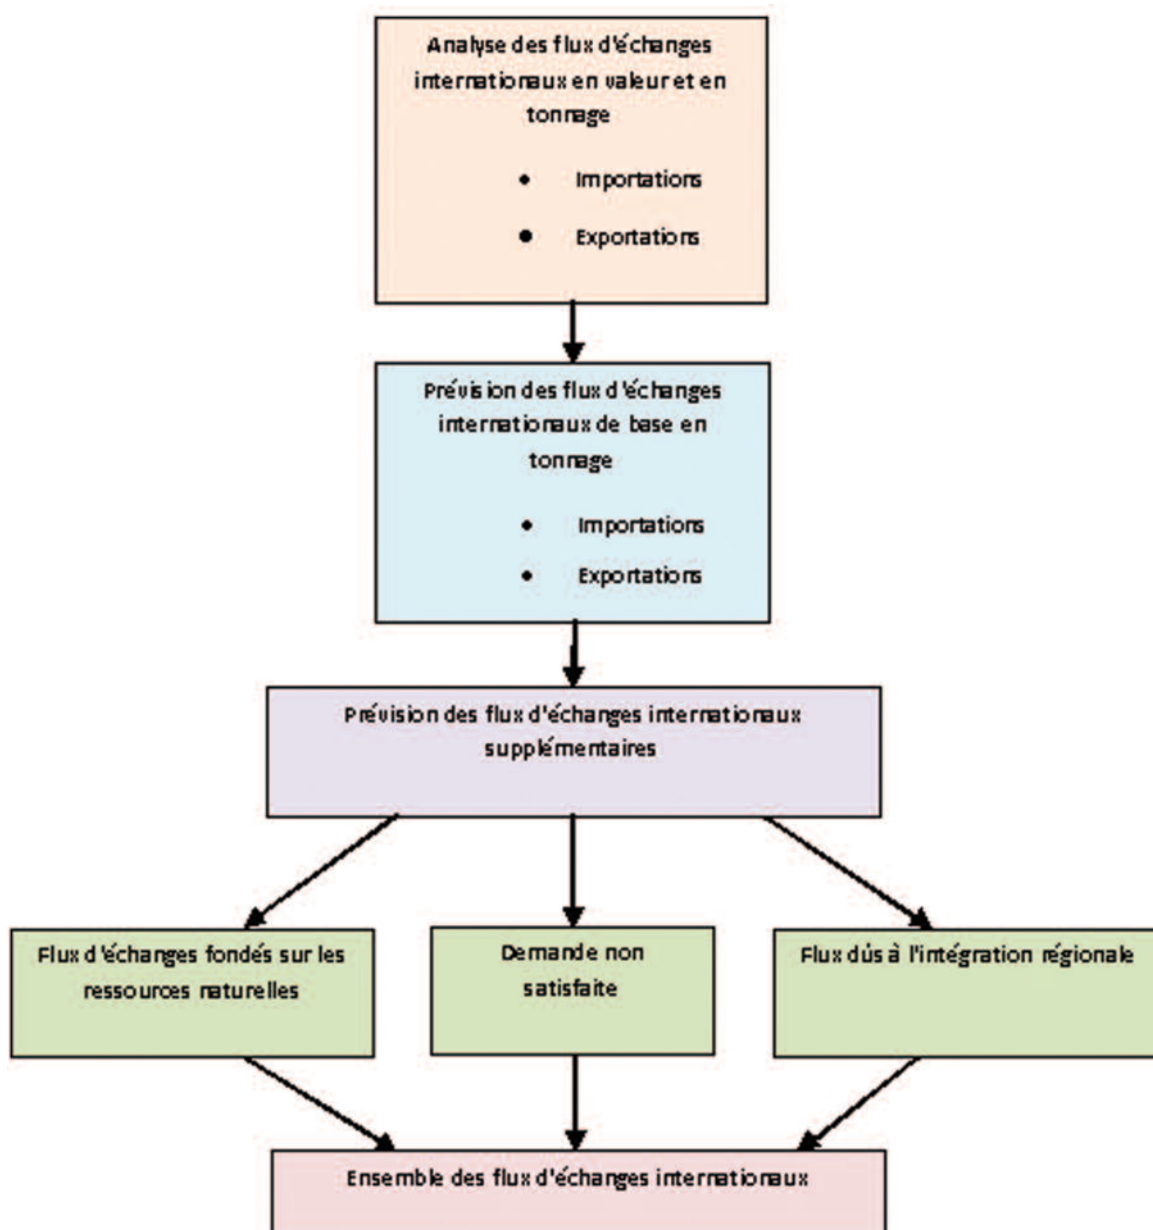 Analyse des flux d'échanges
internationaux en valeur et en
tonnage
• Importations
• Exportations
Prévision des flux d'échanges
internationaux de base en
tonnage
• Importations
• Exportations
Prévision des flux d'échanges internationaux
supplémentaires
Flux d'échanges fondés sur les
ressources naturelles
Demande non
satisfaite
Flux dûs à l'intégration régionale
Ensemble des flux d'échanges internationaux